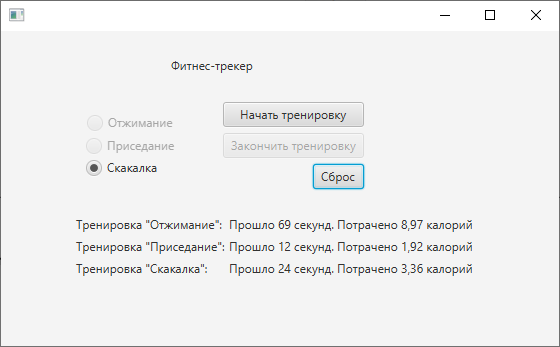 Фитнес-трекер
Отжимание
Приседание
Скакалка
Начать тренировку
Закончить тренировку
Сброс
Тренировка "Отжимание": Прошло 69 секунд. Потрачено 8,97 калорий
Тренировка "Приседание": Прошло 12 секунд. Потрачено 1,92 калорий
Тренировка "Скакалка": Прошло 24 секунд. Потрачено 3,36 калорий